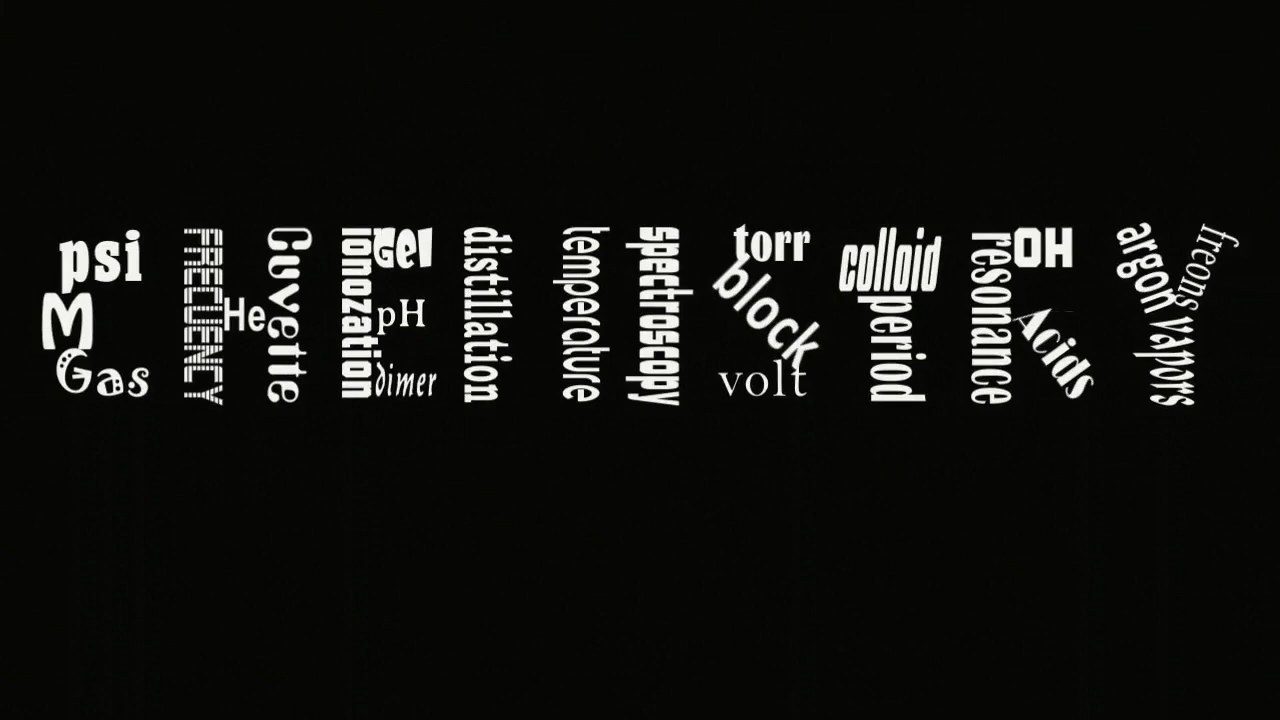 psi
M
Gas
FREQUENCY
He
Cuvette
Ionozation
gel
pH
dimer
distillation
temperature
spectroscopy
torr
block
volt
colloid
period
resonance
OH
Acids
argon
freons
vapors